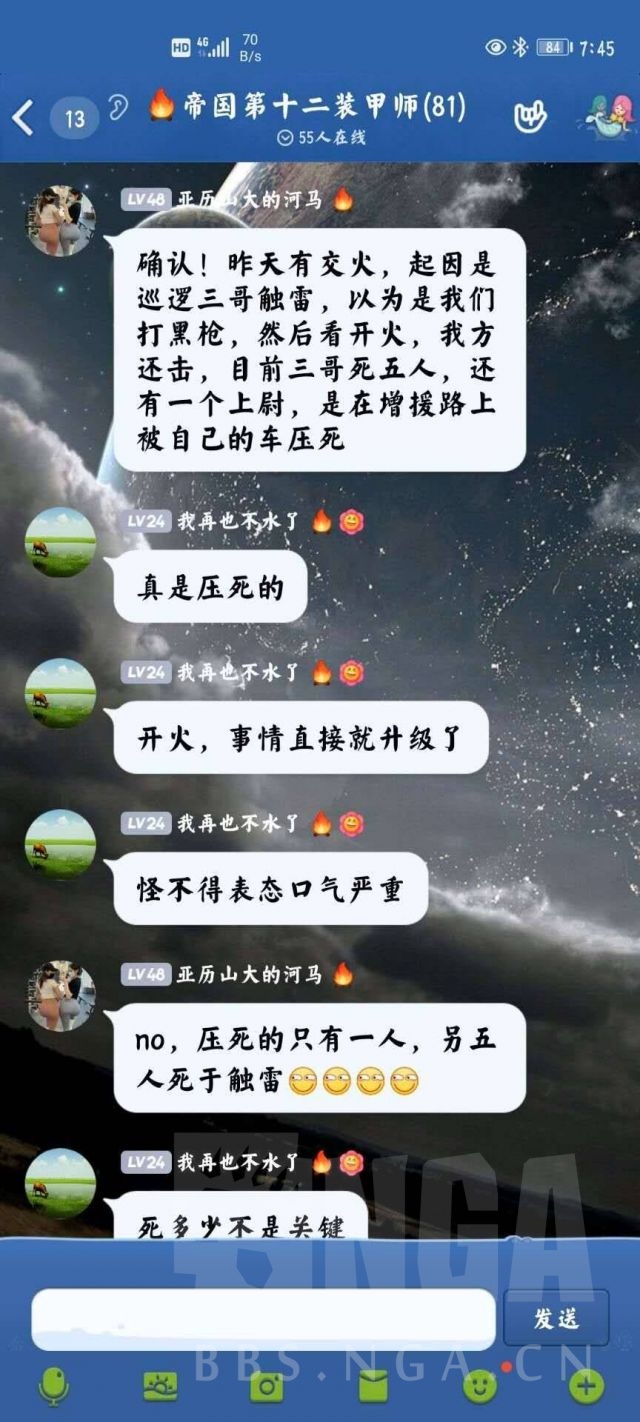 HD 4G 70 B/s 84 7:45
13 帝国第十二装甲师(81)
55人在线
LV48 亚历山大的河马
确认！昨天有交火，起因是
巡逻三哥触雷，以为是我们
打黑枪，然后看开火，我方
还击，目前三哥死五人，还
有一个上尉，是在增援路上
被自己的车压死
LV24 我再也不水了
真是压死的
LV24 我再也不水了
开火，事情直接就升级了
LV24 我再也不水了
怪不得表态口气严重
LV48 亚历山大的河马
no，压死的只有一人，另五
人死于触雷
LV24 我再也不水了
死多少不是关键
NGA
发送
BBS.NGA.CN